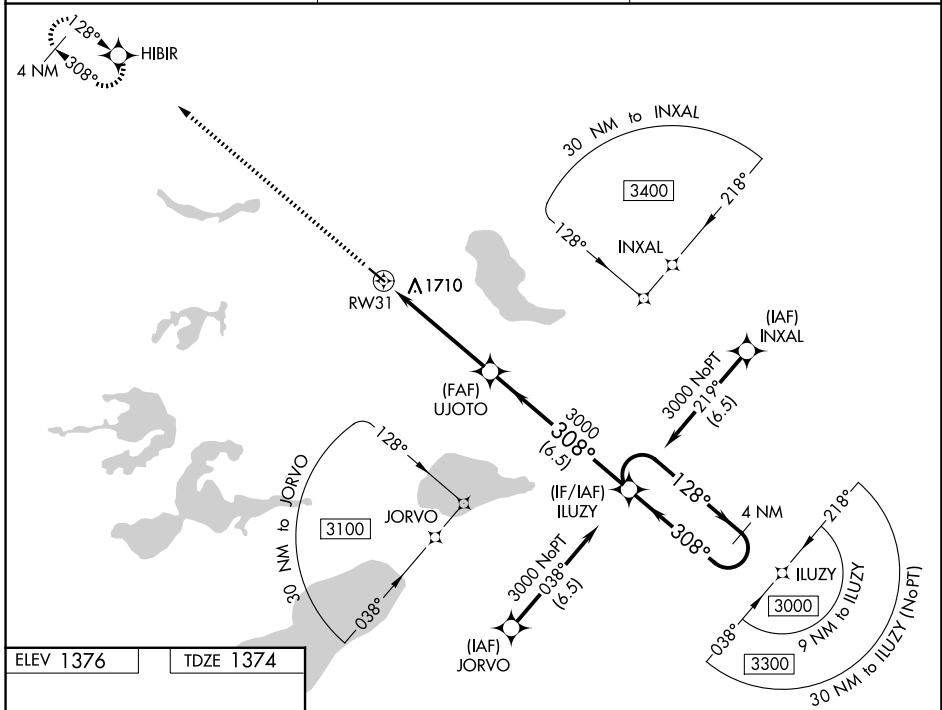 128°
HIBIR
308°
4 NM
30 NM to INXAL
3400
218°
128°
INXAL
RW31
1710
(IAF)
INXAL
3000 NoPT
219°
(6.5)
(FAF)
UJOTO
3000
308°
(6.5)
128°
30 NM to JORVO
3100
JORVO
038°
(IF/IAF)
ILUZY
128°
4 NM
308°
3000 NoPT
038°
(6.5)
(IAF)
JORVO
218°
ILUZY
3000
9 NM to ILUZY
038°
3300
30 NM to ILUZY (NoPT)
ELEV 1376
TDZE 1374